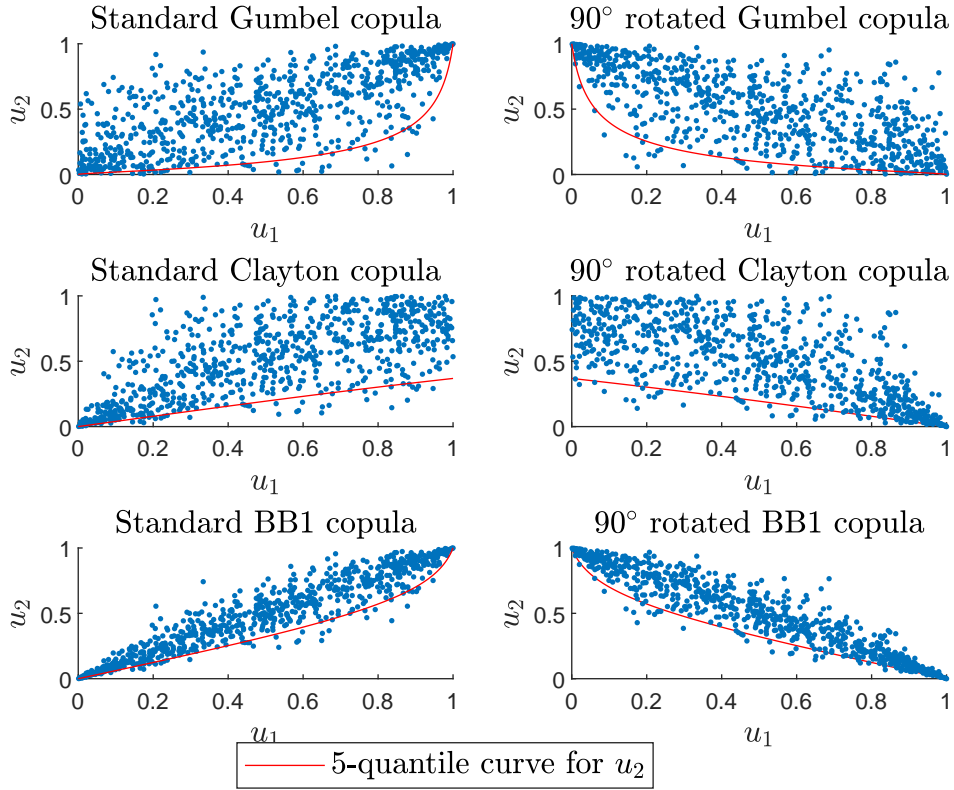 Standard Gumbel copula
1
0.5
0
u2
0 0.2 0.4 0.6 0.8 1
u1
90° rotated Gumbel copula
1
0.5
0
u2
0 0.2 0.4 0.6 0.8 1
u1
Standard Clayton copula
1
0.5
0
u2
0 0.2 0.4 0.6 0.8 1
u1
90° rotated Clayton copula
1
0.5
0
u2
0 0.2 0.4 0.6 0.8 1
u1
Standard BB1 copula
1
0.5
0
u2
0 0.2 0.4 0.6 0.8 1
u1
90° rotated BB1 copula
1
0.5
0
u2
0 0.2 0.4 0.6 0.8 1
u1
5-quantile curve for u2